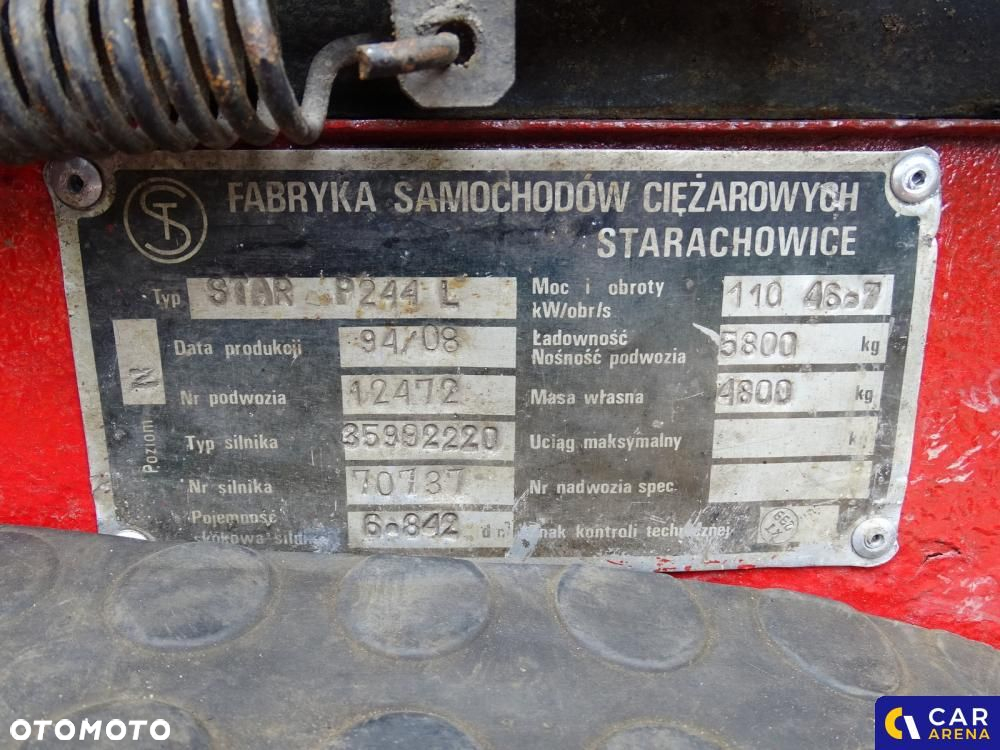 FABRYKA SAMOCHODÓW CIĘŻAROWYCH
STARACHOWICE
Typ STAR P244 L
Moc i obroty
kW/obr/s 110 46.7
Data produkcji 94/08
Ładowność
Nośność podwozia 5800 kg
Nr podwozia 12472
Masa własna 4800 kg
Typ silnika 35992220
Uciąg maksymalny
Nr silnika 70737
Nr nadwozia spec.
Pojemność
skokowa 6.842
Znak kontroli technicznej
Poziom N
OTOMOTO
CAR
ARENA